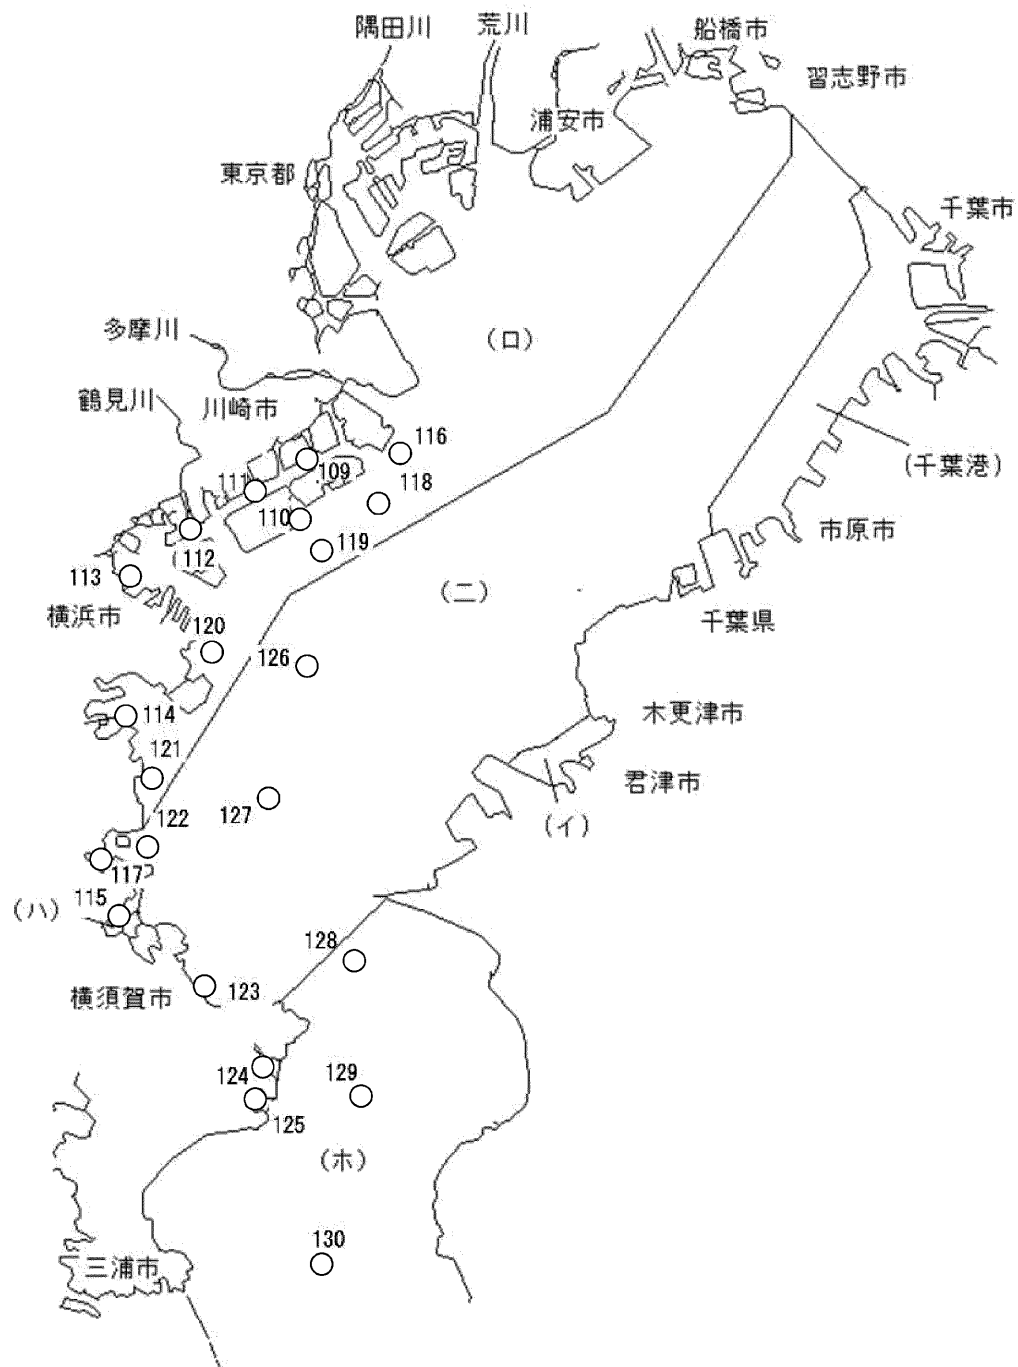 隅田川
荒川
船橋市
習志野市
浦安市
東京都
千葉市
多摩川
(ロ)
鶴見川
川崎市
116
(千葉港)
109
111
118
110
市原市
112
119
113
(ニ)
横浜市
千葉県
120
126
114
木更津市
121
君津市
127
122
(イ)
117
115
(ハ)
128
横須賀市
123
124
129
125
(ホ)
130
三浦市